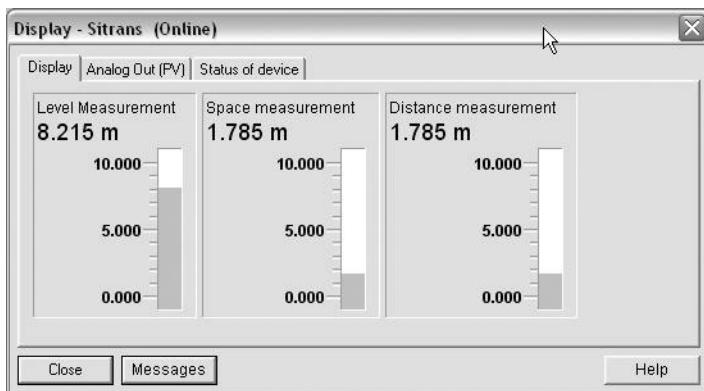 Display - Sitrans (Online)
Display Analog Out (PV) Status of device
Level Measurement
8.215 m
10.000
5.000
0.000
Space measurement
1.785 m
10.000
5.000
0.000
Distance measurement
1.785 m
10.000
5.000
0.000
Close Messages Help